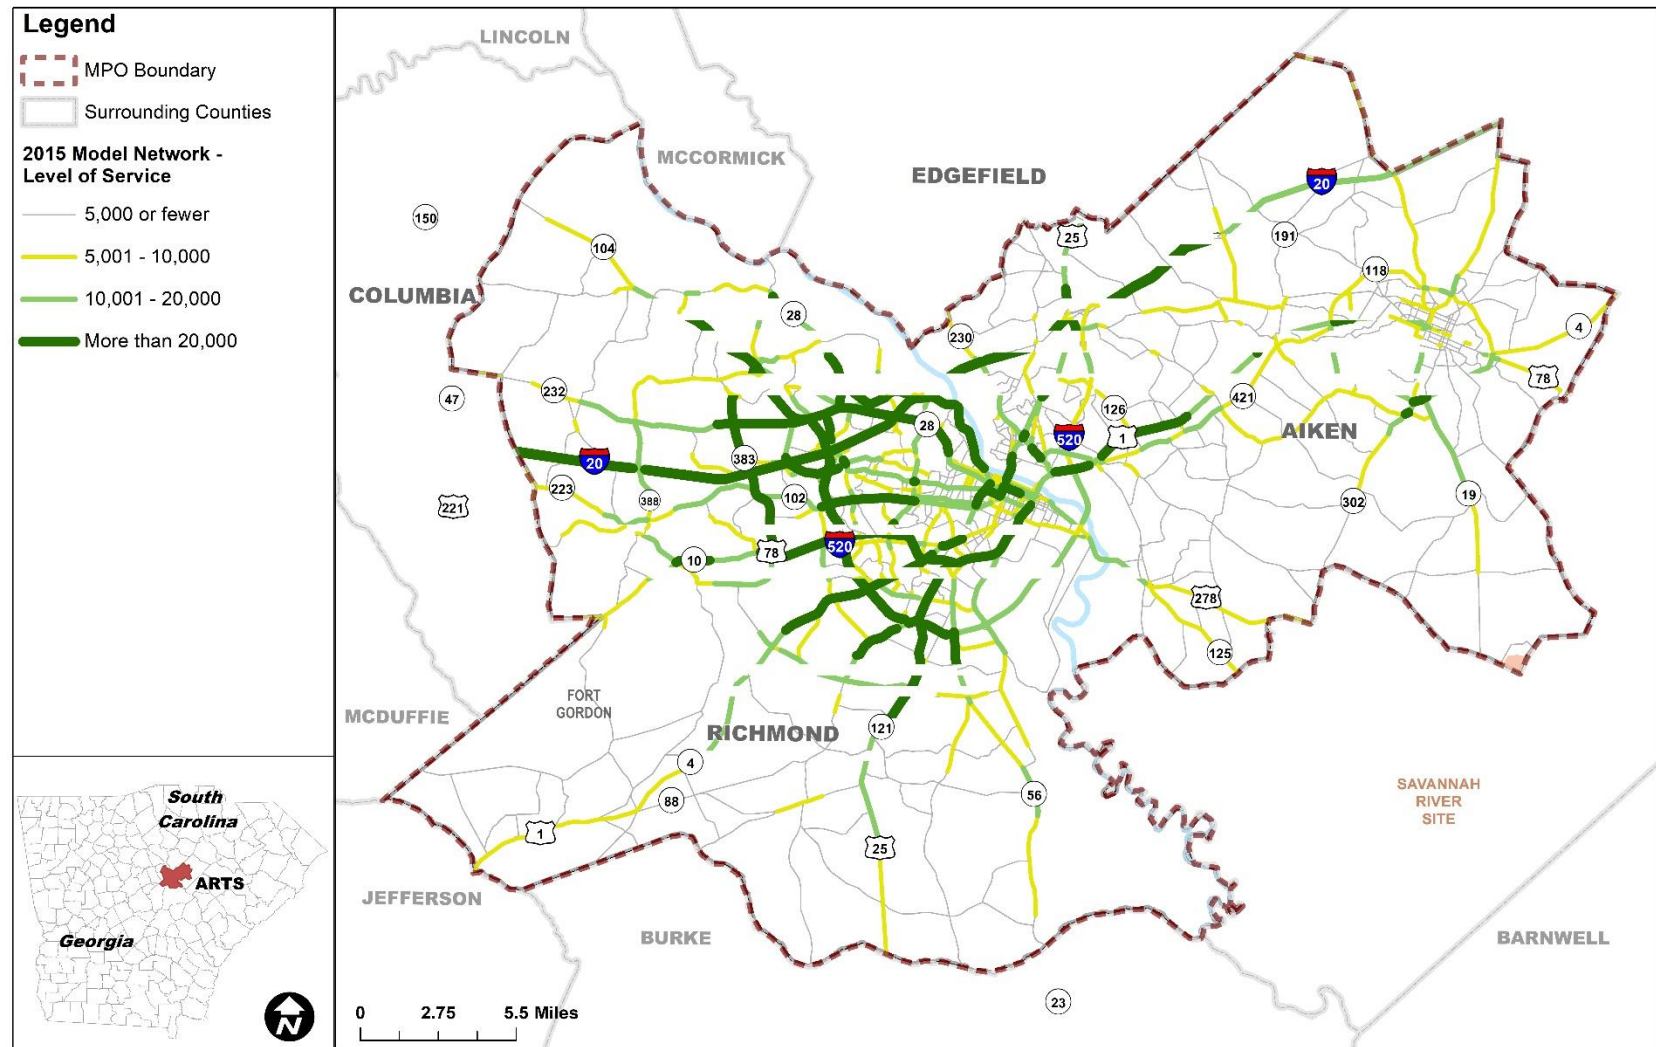 Legend
MPO Boundary
Surrounding Counties
2015 Model Network -
Level of Service
5,000 or fewer
5,001 - 10,000
10,001 - 20,000
More than 20,000
South
Carolina
ARTS
Georgia
N
LINCOLN
MCCORMICK
EDGEFIELD
20
150
25
191
104
118
COLUMBIA
28
4
230
78
232
47
421
126
28
520
1
AIKEN
383
20
223
388
102
221
302
19
520
78
10
278
125
FORT
GORDON
MCDUFFIE
RICHMOND
121
4
88
56
SAVANNAH
RIVER
SITE
1
25
JEFFERSON
BURKE
BARNWELL
23
0 2.75 5.5 Miles